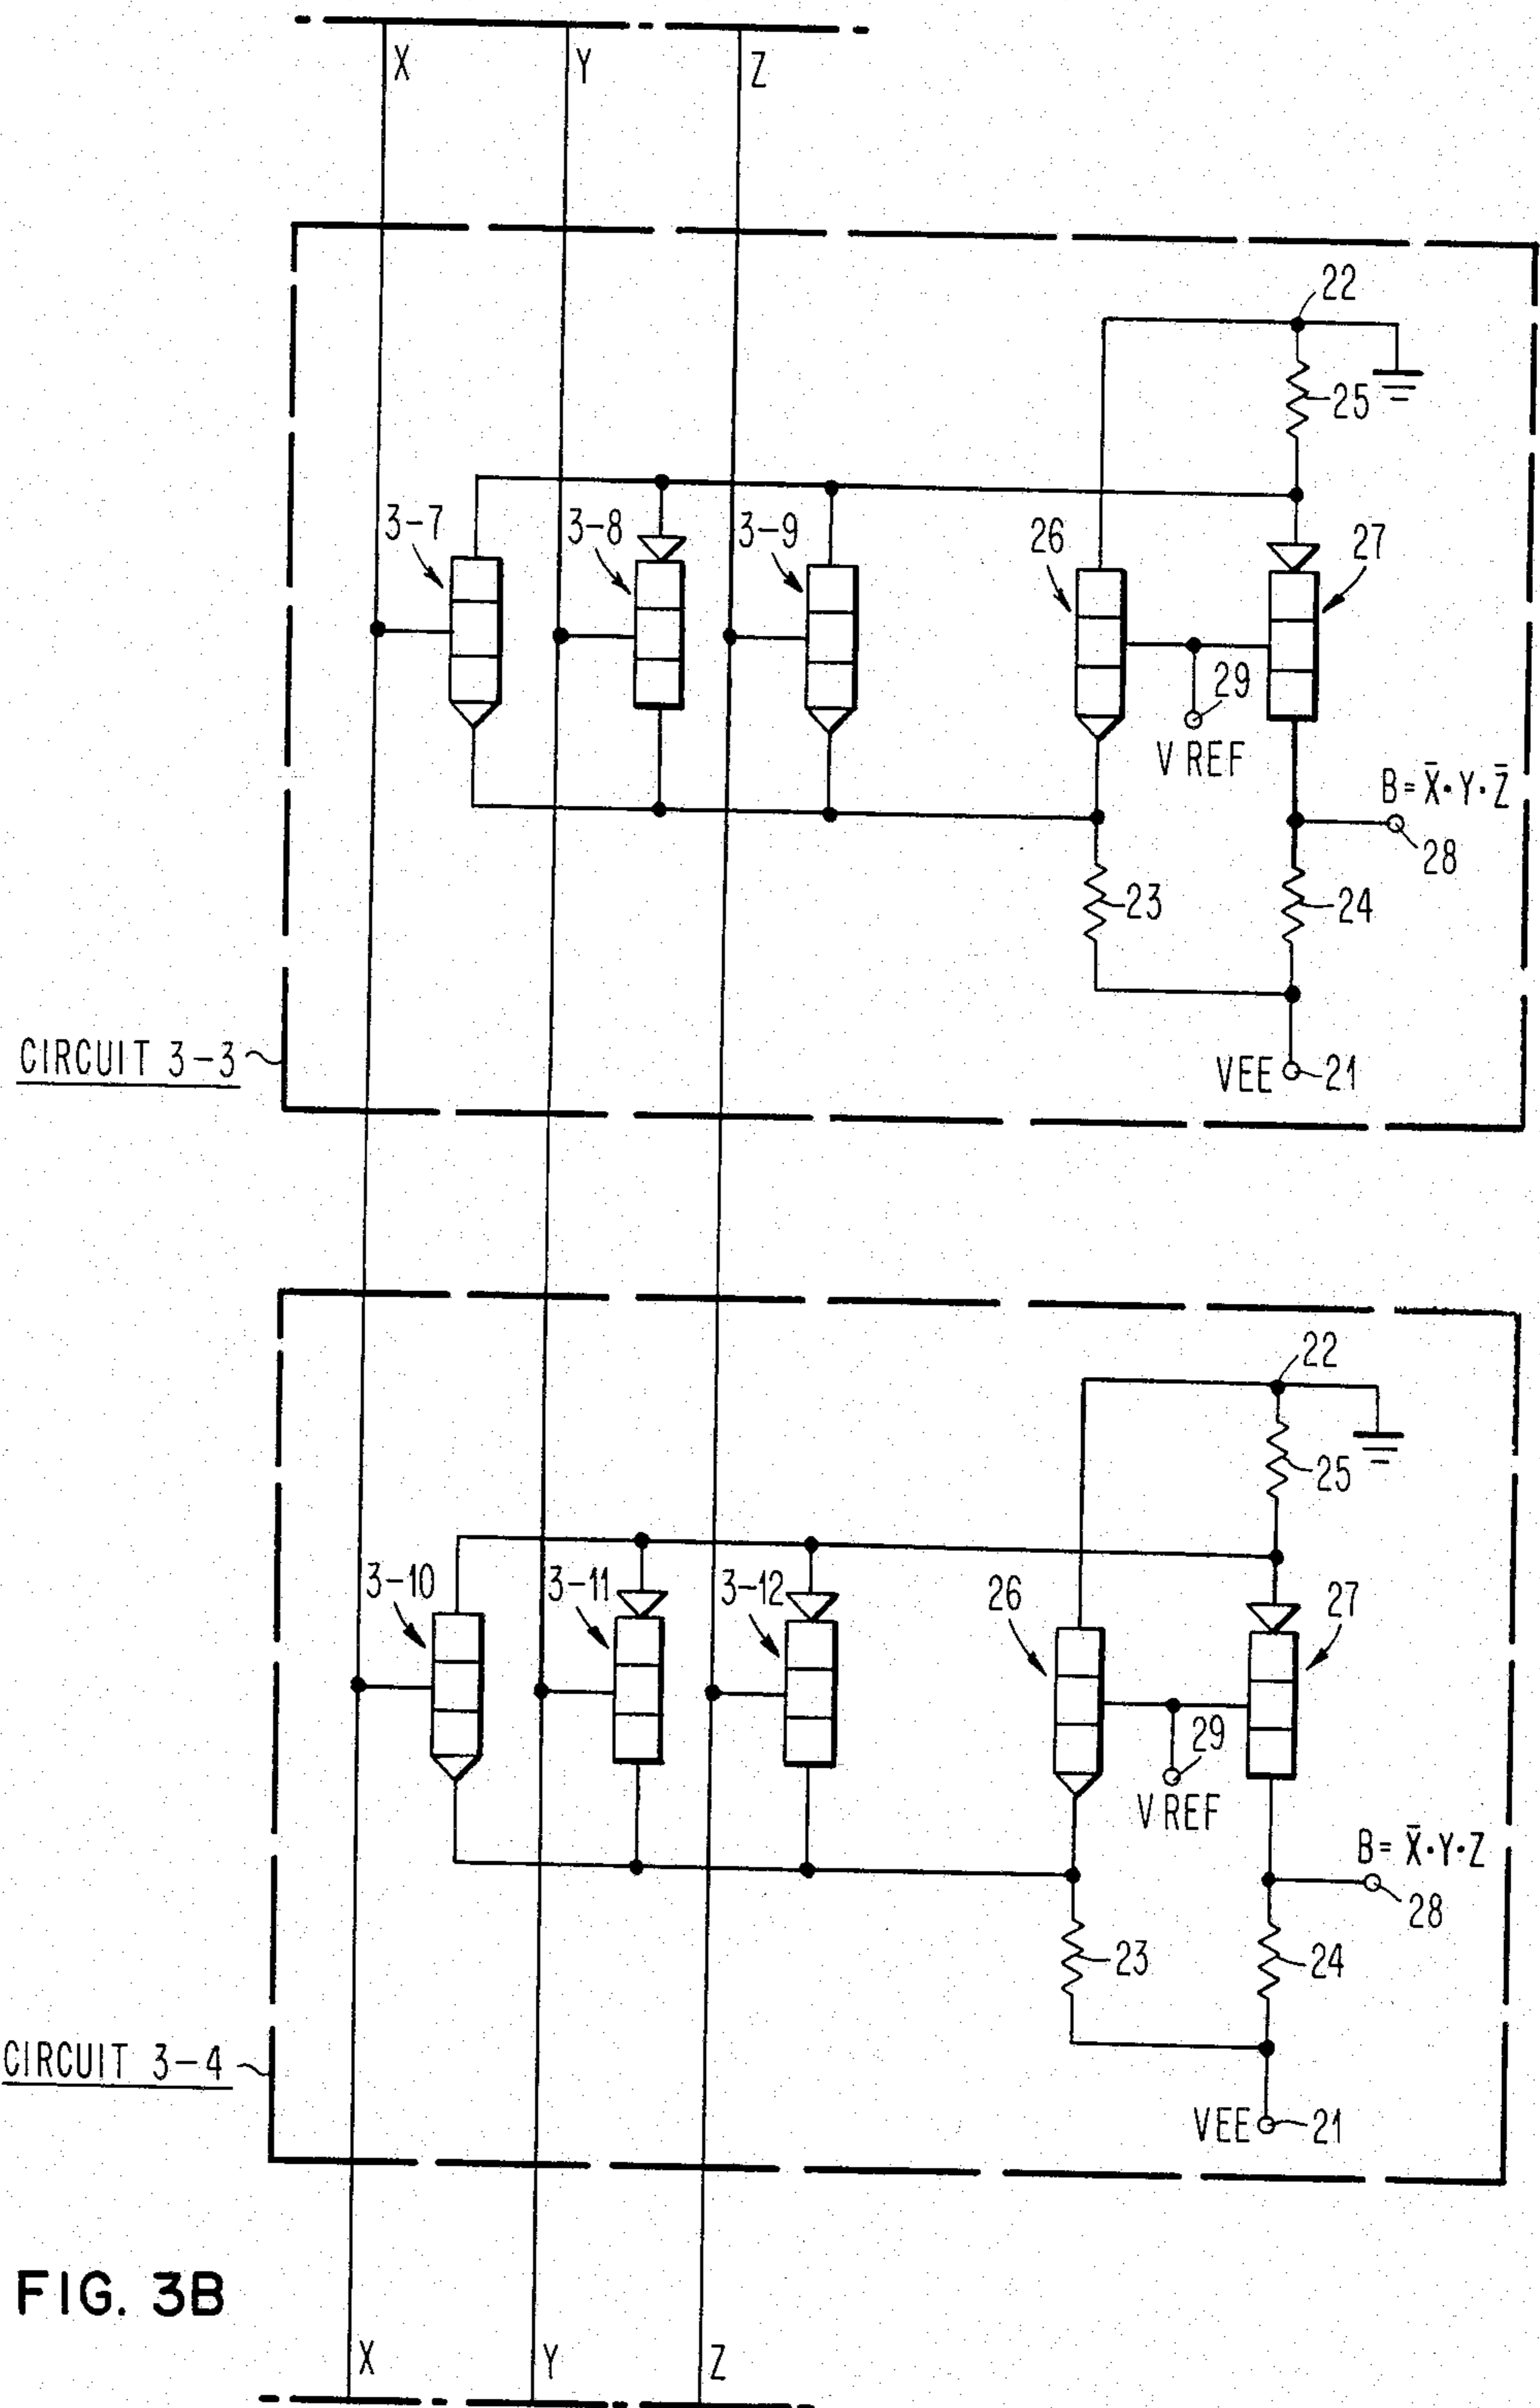 X Y Z
22
25
3-7 3-8 3-9 26 27
29
V REF
B = X̄·Y·Z̄
28
23 24
CIRCUIT 3-3
VEE 21
22
25
3-10 3-11 3-12 26 27
29
V REF
B = X̄·Y·Z
28
23 24
CIRCUIT 3-4
VEE 21
FIG. 3B
X Y Z